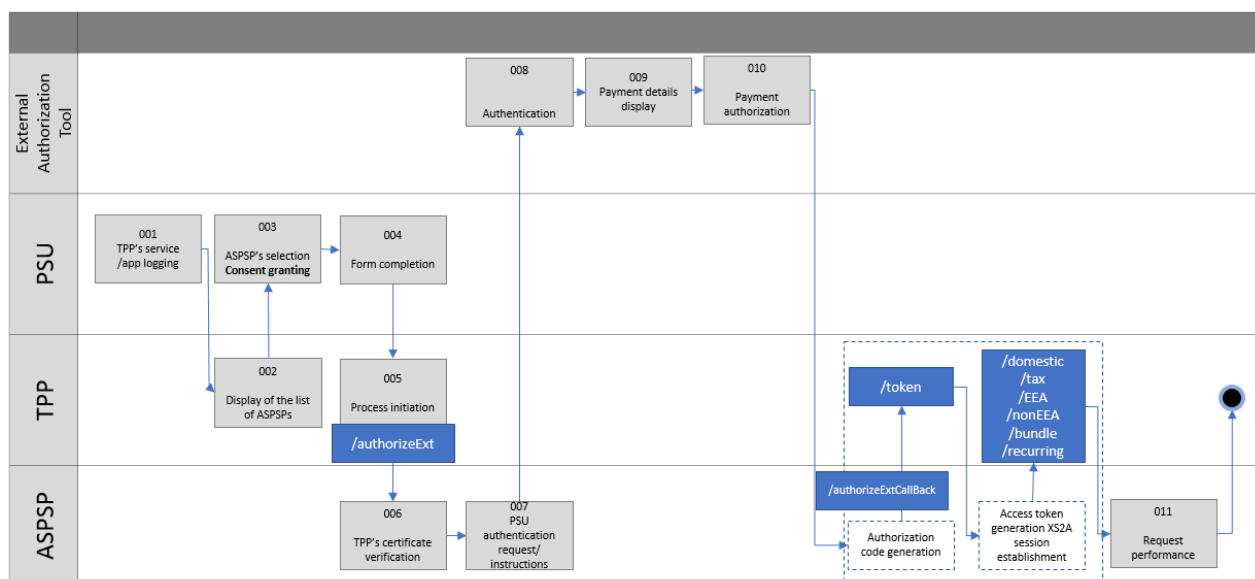 External
Authorization
Tool
008
Authentication
009
Payment details
display
010
Payment
authorization
PSU
001
TPP's service
/app logging
003
ASPSP's selection
Consent granting
004
Form completion
TPP
002
Display of the list
of ASPSPs
005
Process initiation
/authorizeExt
/token
/domestic
/tax
/EEA
/nonEEA
/bundle
/recurring
ASPSP
006
TPP's certificate
verification
007
PSU
authentication
request/
instructions
/authorizeExtCallBack
Authorization
code generation
Access token
generation XS2A
session
establishment
011
Request
performance